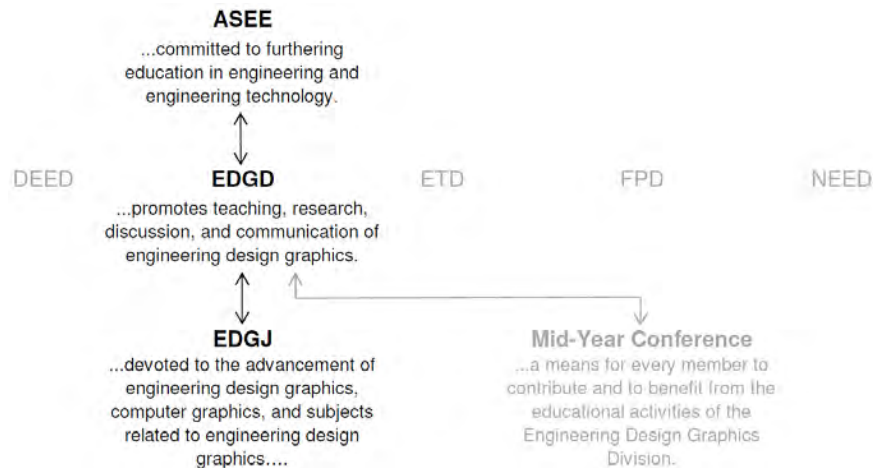 ASEE
...committed to furthering
education in engineering and
engineering technology.
DEED EDGD ETD FPD NEED
...promotes teaching, research,
discussion, and communication of
engineering design graphics.
EDGJ
...devoted to the advancement of
engineering design graphics,
computer graphics, and subjects
related to engineering design
graphics....
Mid-Year Conference
...a means for every member to
contribute and to benefit from the
educational activities of the
Engineering Design Graphics
Division.